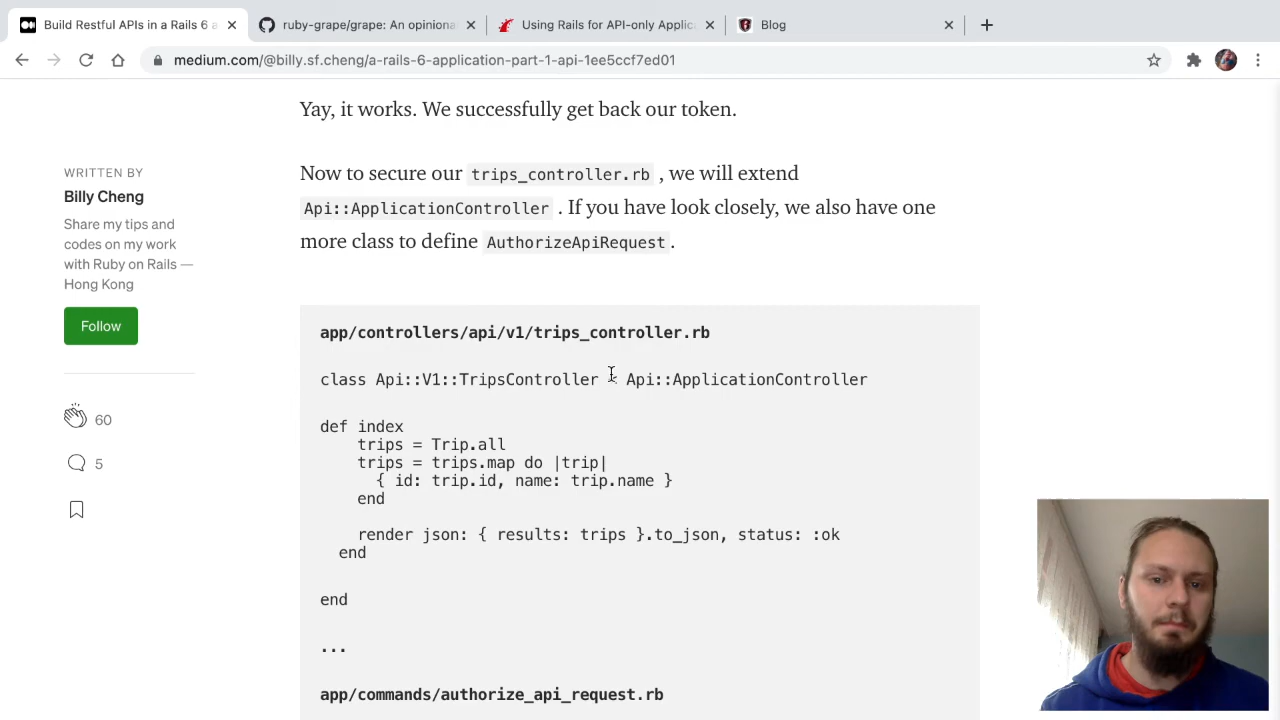 Build Restful APIs in a Rails 6 a
ruby-grape/grape: An opiniona
Using Rails for API-only Applic
Blog
medium.com/@billy.sf.cheng/a-rails-6-application-part-1-api-1ee5ccf7ed01
Yay, it works. We successfully get back our token.
WRITTEN BY
Billy Cheng
Share my tips and
codes on my work
with Ruby on Rails —
Hong Kong
Follow
60
5
Now to secure our trips_controller.rb , we will extend
Api::ApplicationController . If you have look closely, we also have one
more class to define AuthorizeApiRequest.
app/controllers/api/v1/trips_controller.rb
class Api::V1::TripsController < Api::ApplicationController
def index
trips = Trip.all
trips = trips.map do |trip|
{ id: trip.id, name: trip.name }
end
render json: { results: trips }.to_json, status: :ok
end
end
...
app/commands/authorize_api_request.rb